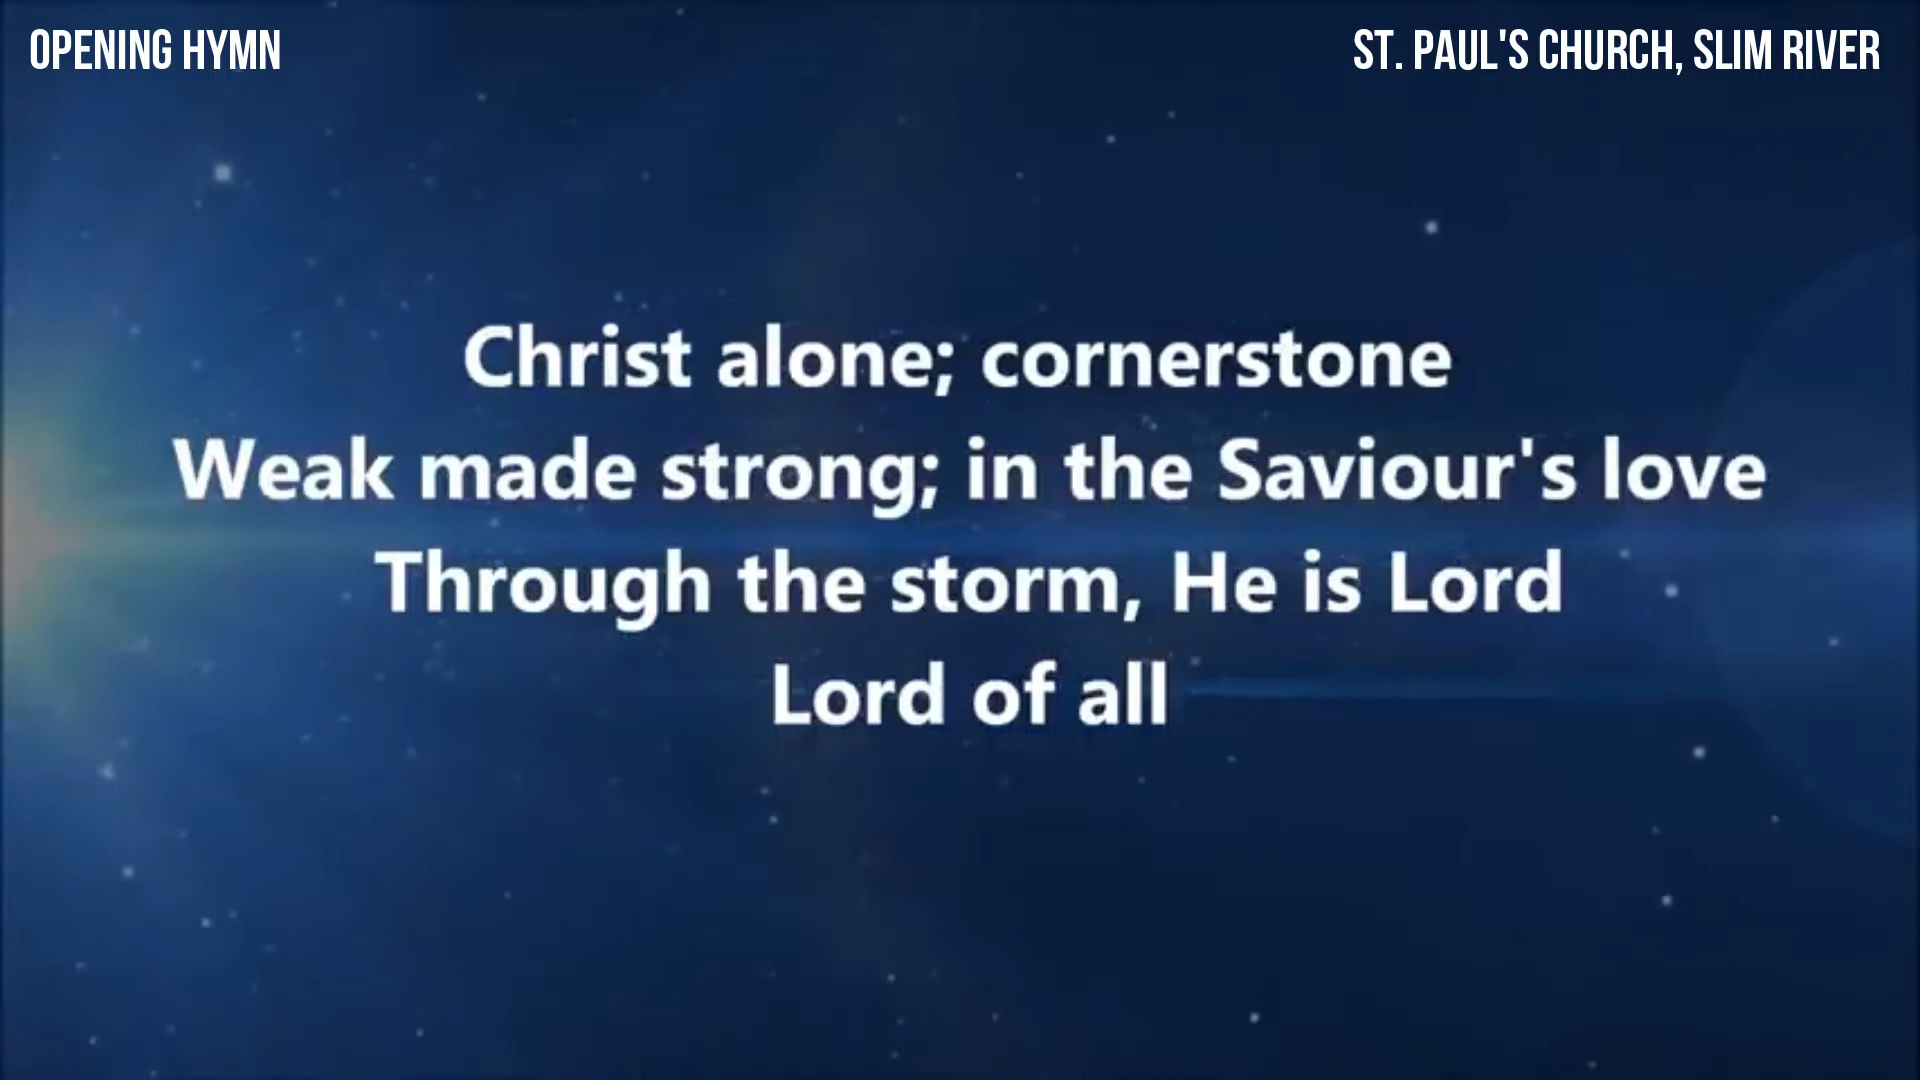 OPENING HYMN
ST. PAUL'S CHURCH, SLIM RIVER
Christ alone; cornerstone
Weak made strong; in the Saviour's love
Through the storm, He is Lord
Lord of all